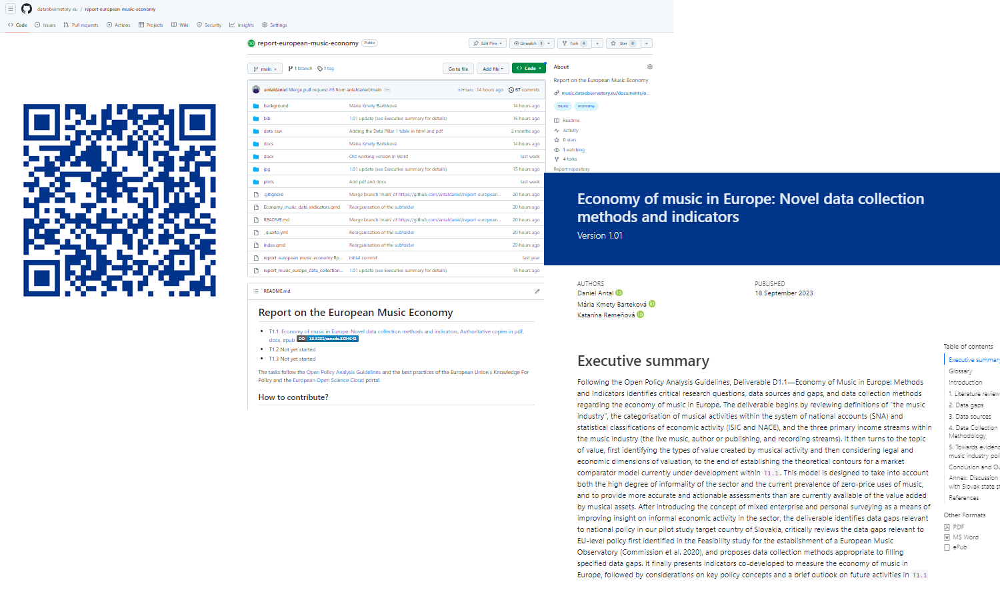 dataobservatory-eu / report-european-music-economy
Code Issues Pull requests Actions Projects Wiki Security Insights Settings
report-european-music-economy Public
Edit Pins Unwatch 1 Fork 4 Star 0
main 1 branch 1 tag Go to file Add file Code
antaldaniel Merge pull request #8 from antaldaniel/main 14 hours ago 67 commits
background Mária Kmety Barteková 14 hours ago
bib 1.01 update (see Executive summary for details) 15 hours ago
data-raw Adding the Data Pillar 1 table in html and pdf 2 months ago
docs Mária Kmety Barteková 14 hours ago
docx Old working version in Word last week
jpg 1.01 update (see Executive summary for details) 15 hours ago
plots Add pdf and docx last week
.gitignore Merge branch 'main' of https://github.com/antaldaniel/report-european-... 20 hours ago
Economy_music_data_indicators.qmd Reorganisation of the subfolder 20 hours ago
README.md Merge branch 'main' of https://github.com/antaldaniel/report-european-... 20 hours ago
_quarto.yml Reorganisation of the subfolder 20 hours ago
index.qmd Reorganisation of the subfolder 20 hours ago
report-european-music-economy.Rp... initial commit last year
report_music_europe_data_collection... 1.01 update (see Executive summary for details) 15 hours ago
About
Report on the European Music Economy
music.dataobservatory.eu/documents/o...
music economy
Readme
Activity
0 stars
1 watching
4 forks
Report repository
README.md
Report on the European Music Economy
T1.1. Economy of music in Europe: Novel data collection methods and indicators, Authoritative copies in pdf,
docx, epub DOI 10.5281/zenodo.8334648
T1.2 Not yet started
T1.3 Not yet started
The tasks follow the Open Policy Analysis Guidelines and the best practices of the European Union's Knowledge For
Policy and the European Open Science Cloud portal.
How to contribute?
Economy of music in Europe: Novel data collection
methods and indicators
Version 1.01
AUTHORS
Daniel Antal
Mária Kmety Barteková
Katarína Remeňová
PUBLISHED
18 September 2023
Executive summary
Following the Open Policy Analysis Guidelines, Deliverable D1.1—Economy of Music in Europe: Methods
and Indicators identifies critical research questions, data sources and gaps, and data collection methods
regarding the economy of music in Europe. The deliverable begins by reviewing definitions of “the music
industry”, the categorisation of musical activities within the system of national accounts (SNA) and
statistical classifications of economic activity (ISIC and NACE), and the three primary income streams within
the music industry (the live music, author or publishing, and recording streams). It then turns to the topic
of value, first identifying the types of value created by musical activity and then considering legal and
economic dimensions of valuation, to the end of establishing the theoretical contours for a market
comparator model currently under development within T1.1. This model is designed to take into account
both the high degree of informality of the sector and the current prevalence of zero-price uses of music,
and to provide more accurate and actionable assessments than are currently available of the value added
by musical assets. After introducing the concept of mixed enterprise and personal surveying as a means of
improving insight on informal economic activity in the sector, the deliverable identifies data gaps relevant
to national policy in our pilot study target country of Slovakia, critically reviews the data gaps relevant to
EU-level policy first identified in the Feasibility study for the establishment of a European Music
Observatory (Commission et al. 2020), and proposes data collection methods appropriate to filling
specified data gaps. It finally presents indicators co-developed to measure the economy of music in
Europe, followed by considerations on key policy concepts and a brief outlook on future activities in T1.1
Table of contents
Executive summary
Glossary
Introduction
1. Literature review
2. Data gaps
3. Data sources
4. Data Collection
Methodology
5. Towards evidenc
music industry poli
Conclusion and Ou
Annex: Discussion
with Slovak state st
References
Other Formats
PDF
MS Word
ePub